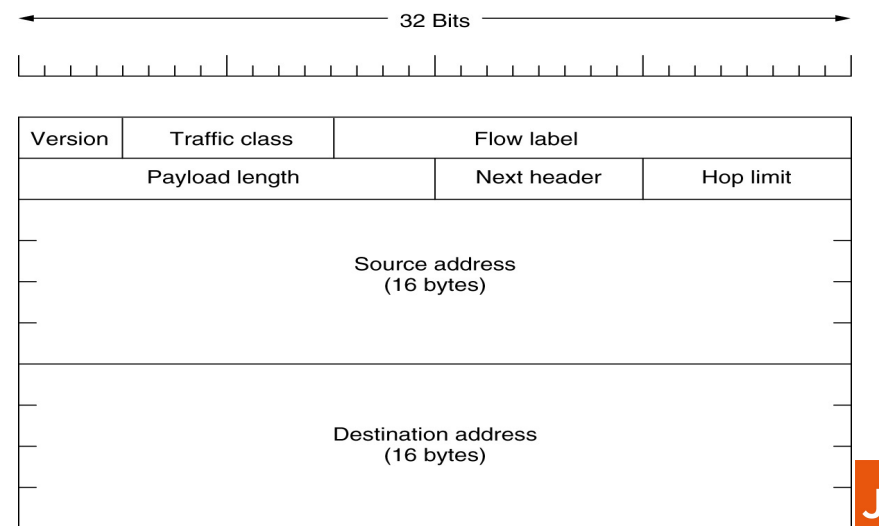 32 Bits
Version Traffic class Flow label
Payload length Next header Hop limit
Source address
(16 bytes)
Destination address
(16 bytes)
J